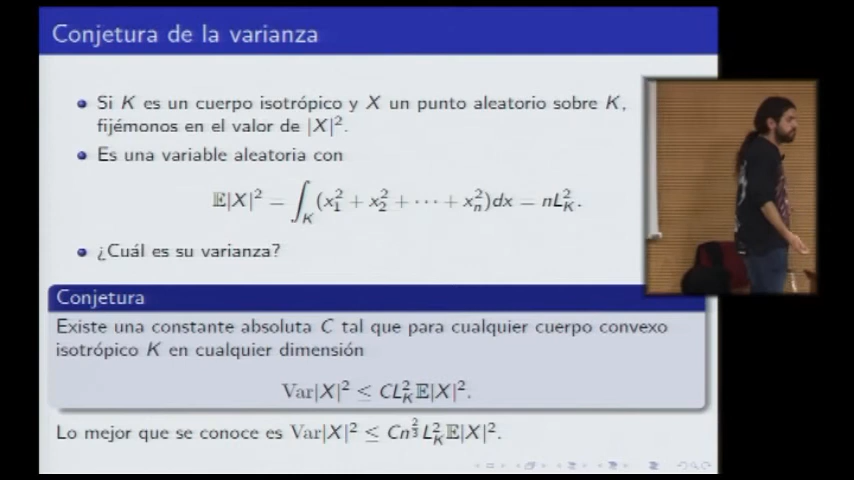 Conjetura de la varianza
Si K es un cuerpo isotrópico y X un punto aleatorio sobre K,
fijémonos en el valor de |X|².
Es una variable aleatoria con
𝔼|X|² = ∫_K (x₁² + x₂² + ⋯ + xₙ²)dx = nL_K².
¿Cuál es su varianza?
Conjetura
Existe una constante absoluta C tal que para cualquier cuerpo convexo
isotrópico K en cualquier dimensión
Var|X|² ≤ CL_K²𝔼|X|².
Lo mejor que se conoce es Var|X|² ≤ Cn^{2/3}L_K²𝔼|X|².